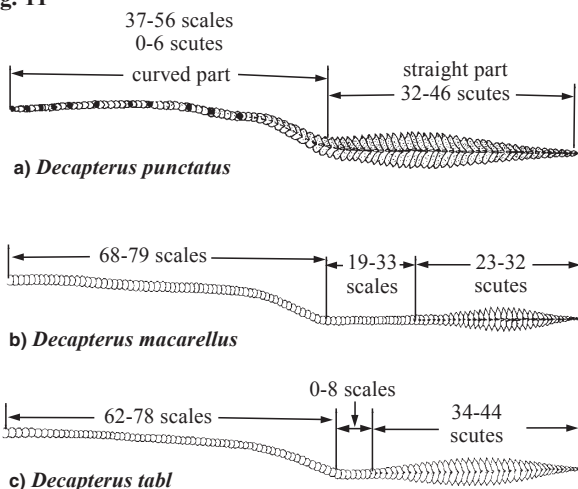 37-56 scales
0-6 scutes
curved part
straight part
32-46 scutes
a) Decapterus punctatus
68-79 scales
19-33
scales
23-32
scutes
b) Decapterus macarellus
0-8 scales
62-78 scales
34-44
scutes
c) Decapterus tabl